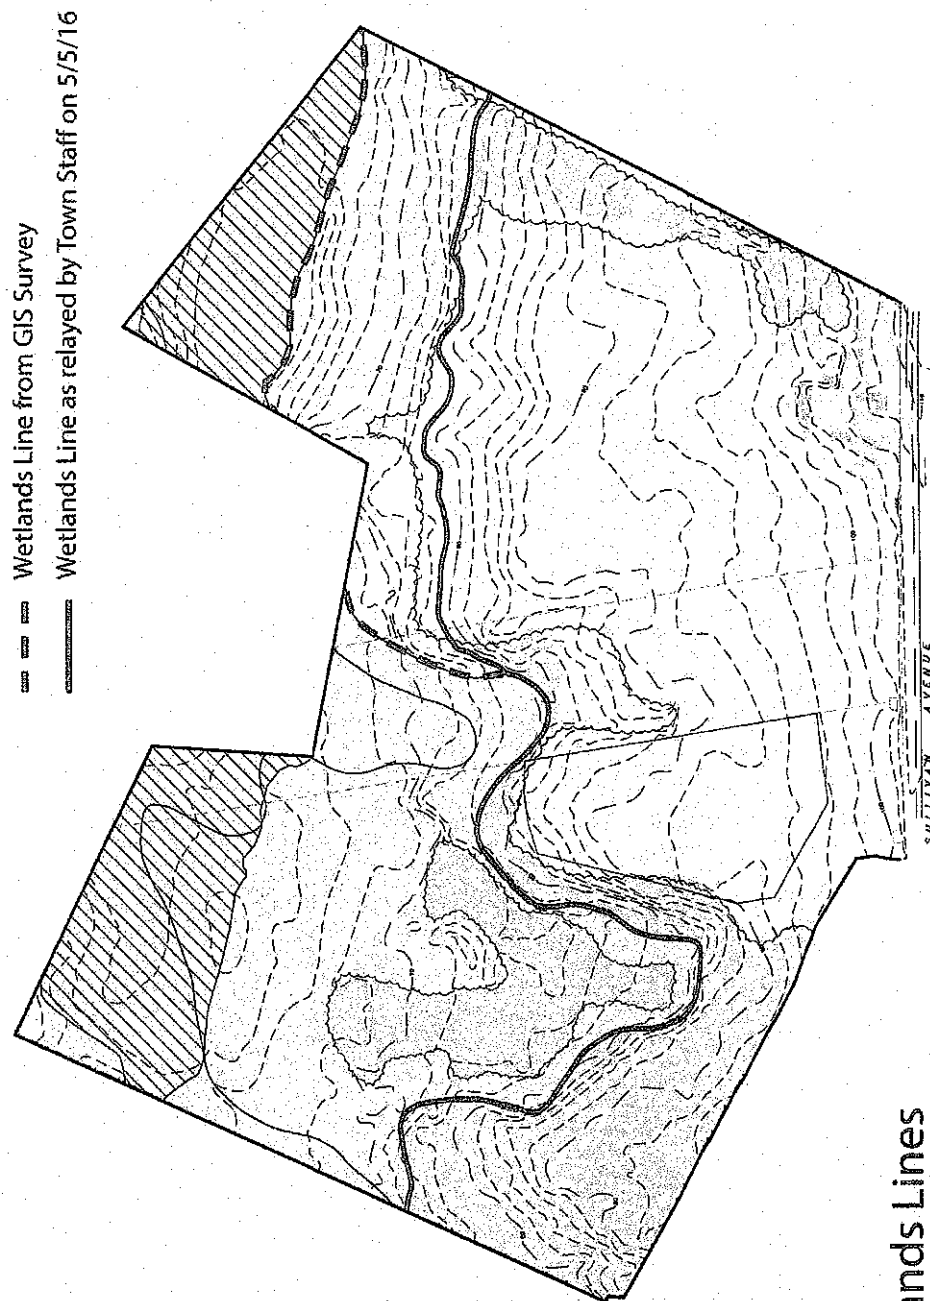 Wetlands Line from GIS Survey
Wetlands Line as relayed by Town Staff on 5/5/16
SULLIVAN AVENUE
ands Lines